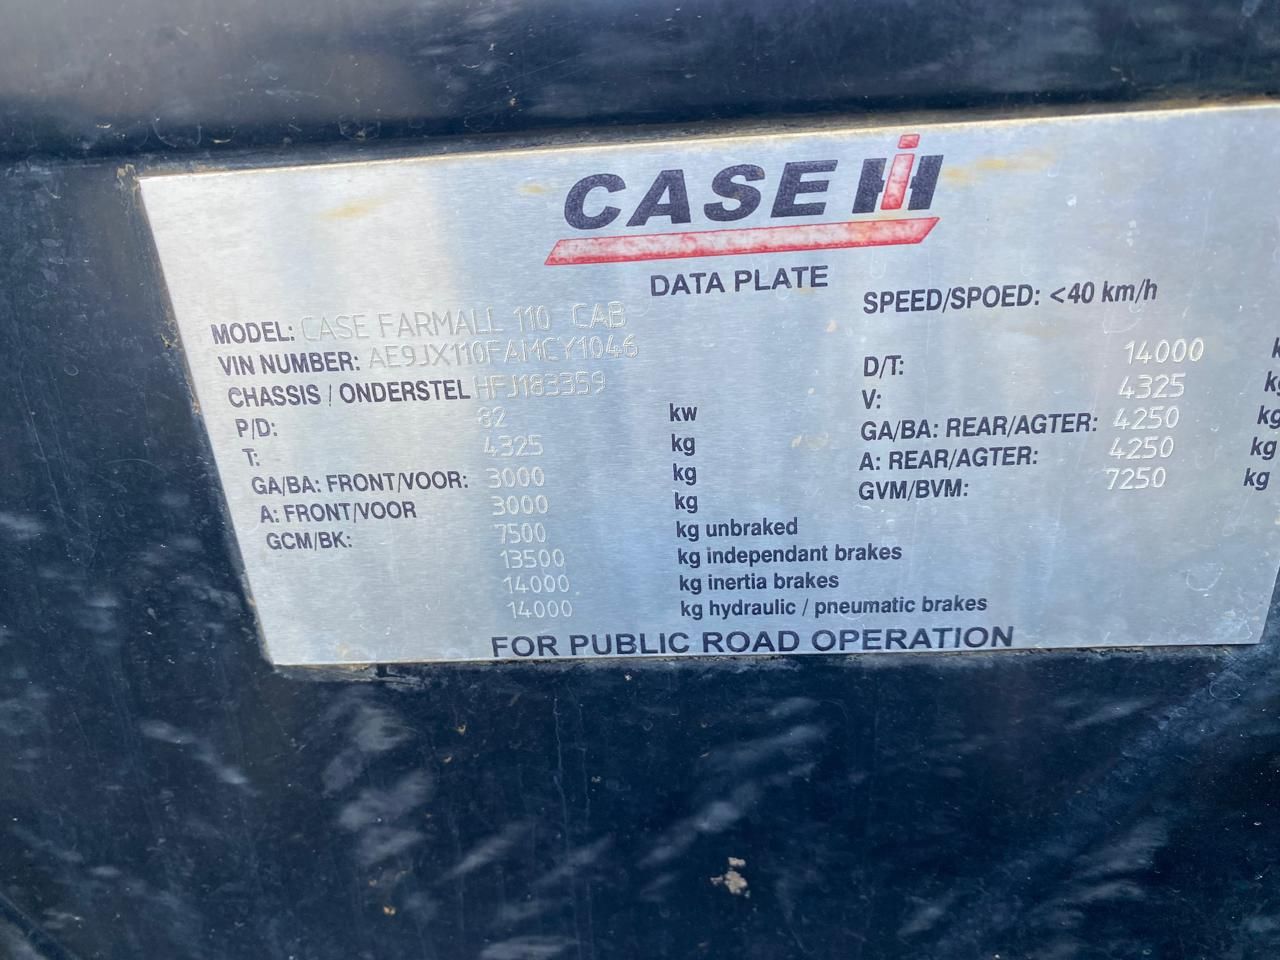 CASE IH
DATA PLATE
MODEL: CASE FARMALL 110 CAB
VIN NUMBER: AE9JX110FAMCY1046
CHASSIS / ONDERSTEL HFJ183359
P/D: 82 kw
T: 4325 kg
GA/BA: FRONT/VOOR: 3000 kg
A: FRONT/VOOR 3000 kg
GCM/BK: 7500 kg unbraked
13500 kg independant brakes
14000 kg inertia brakes
14000 kg hydraulic / pneumatic brakes
SPEED/SPOED: <40 km/h
D/T: 14000 k
V: 4325 kg
GA/BA: REAR/AGTER: 4250 kg
A: REAR/AGTER: 4250 kg
GVM/BVM: 7250 kg
FOR PUBLIC ROAD OPERATION